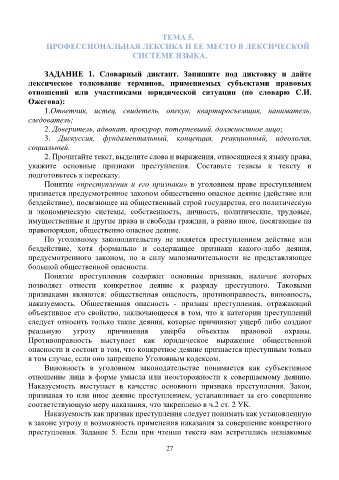 ТЕМА 5.
ПРОФЕССИОНАЛЬНАЯ ЛЕКСИКА И ЕЕ МЕСТО В ЛЕКСИЧЕСКОЙ
СИСТЕМЕ ЯЗЫКА.
ЗАДАНИЕ 1. Словарный диктант. Запишите под диктовку и дайте
лексическое толкование терминов, применяемых субъектами правовых
отношений или участниками юридической ситуации (по словарю С.И.
Ожегова):
1.Ответчик, истец, свидетель, опекун, квартиросъемщик, наниматель,
следователь;
2. Доверитель, адвокат, прокурор, потерпевший, должностное лицо;
3. Дискуссия, фундаментальный, концепция, реакционный, идеология,
социальный.
2. Прочитайте текст, выделите слова и выражения, относящиеся к языку права,
укажите основные признаки преступления. Составьте тезисы к тексту и
подготовьтесь к пересказу.
Понятие «преступления и его признаки» в уголовном праве преступлением
признается предусмотренное законом общественно опасное деяние (действие или
бездействие), посягающее на общественный строй государства, его политическую
и экономическую системы, собственность, личность, политические, трудовые,
имущественные и другие права и свободы граждан, а равно иное, посягающее на
правопорядок, общественно опасное деяние.
По уголовному законодательству не является преступлением действие или
бездействие, хотя формально и содержащее признаки какого-либо деяния,
предусмотренного законом, но в силу малозначительности не представляющее
большой общественной опасности.
Понятие преступления содержит основные признаки, наличие которых
позволяет отнести конкретное деяние к разряду преступного. Таковыми
признаками являются: общественная опасность, противоправность, виновность,
наказуемость. Общественная опасность - признак преступления, отражающий
объективное его свойство, заключающееся в том, что к категории преступлений
следует относить только такие деяния, которые причиняют ущерб либо создают
реальную угрозу причинения ущерба объектам правовой охраны.
Противоправность выступает как юридическое выражение общественной
опасности и состоит в том, что конкретное деяние признается преступным только
в том случае, если оно запрещено Уголовным кодексом.
Виновность в уголовном законодательстве понимается как субъективное
отношение лица в форме умысла или неосторожности к совершаемому деянию.
Наказуемость выступает в качестве основного признака преступления. Закон,
признавая то или иное деяние преступлением, устанавливает за его совершение
соответствующую меру наказания, что закреплено в ч.2 ст. 2 УК.
Наказуемость как признак преступления следует понимать как установленную
в законе угрозу и возможность применения наказания за совершение конкретного
преступления. Задание 5. Если при чтении текста вам встретились незнакомые
27